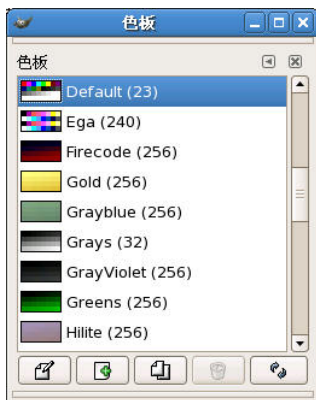 色板
色板
Default (23)
Ega (240)
Firecode (256)
Gold (256)
Grayblue (256)
Grays (32)
GrayViolet (256)
Greens (256)
Hilite (256)